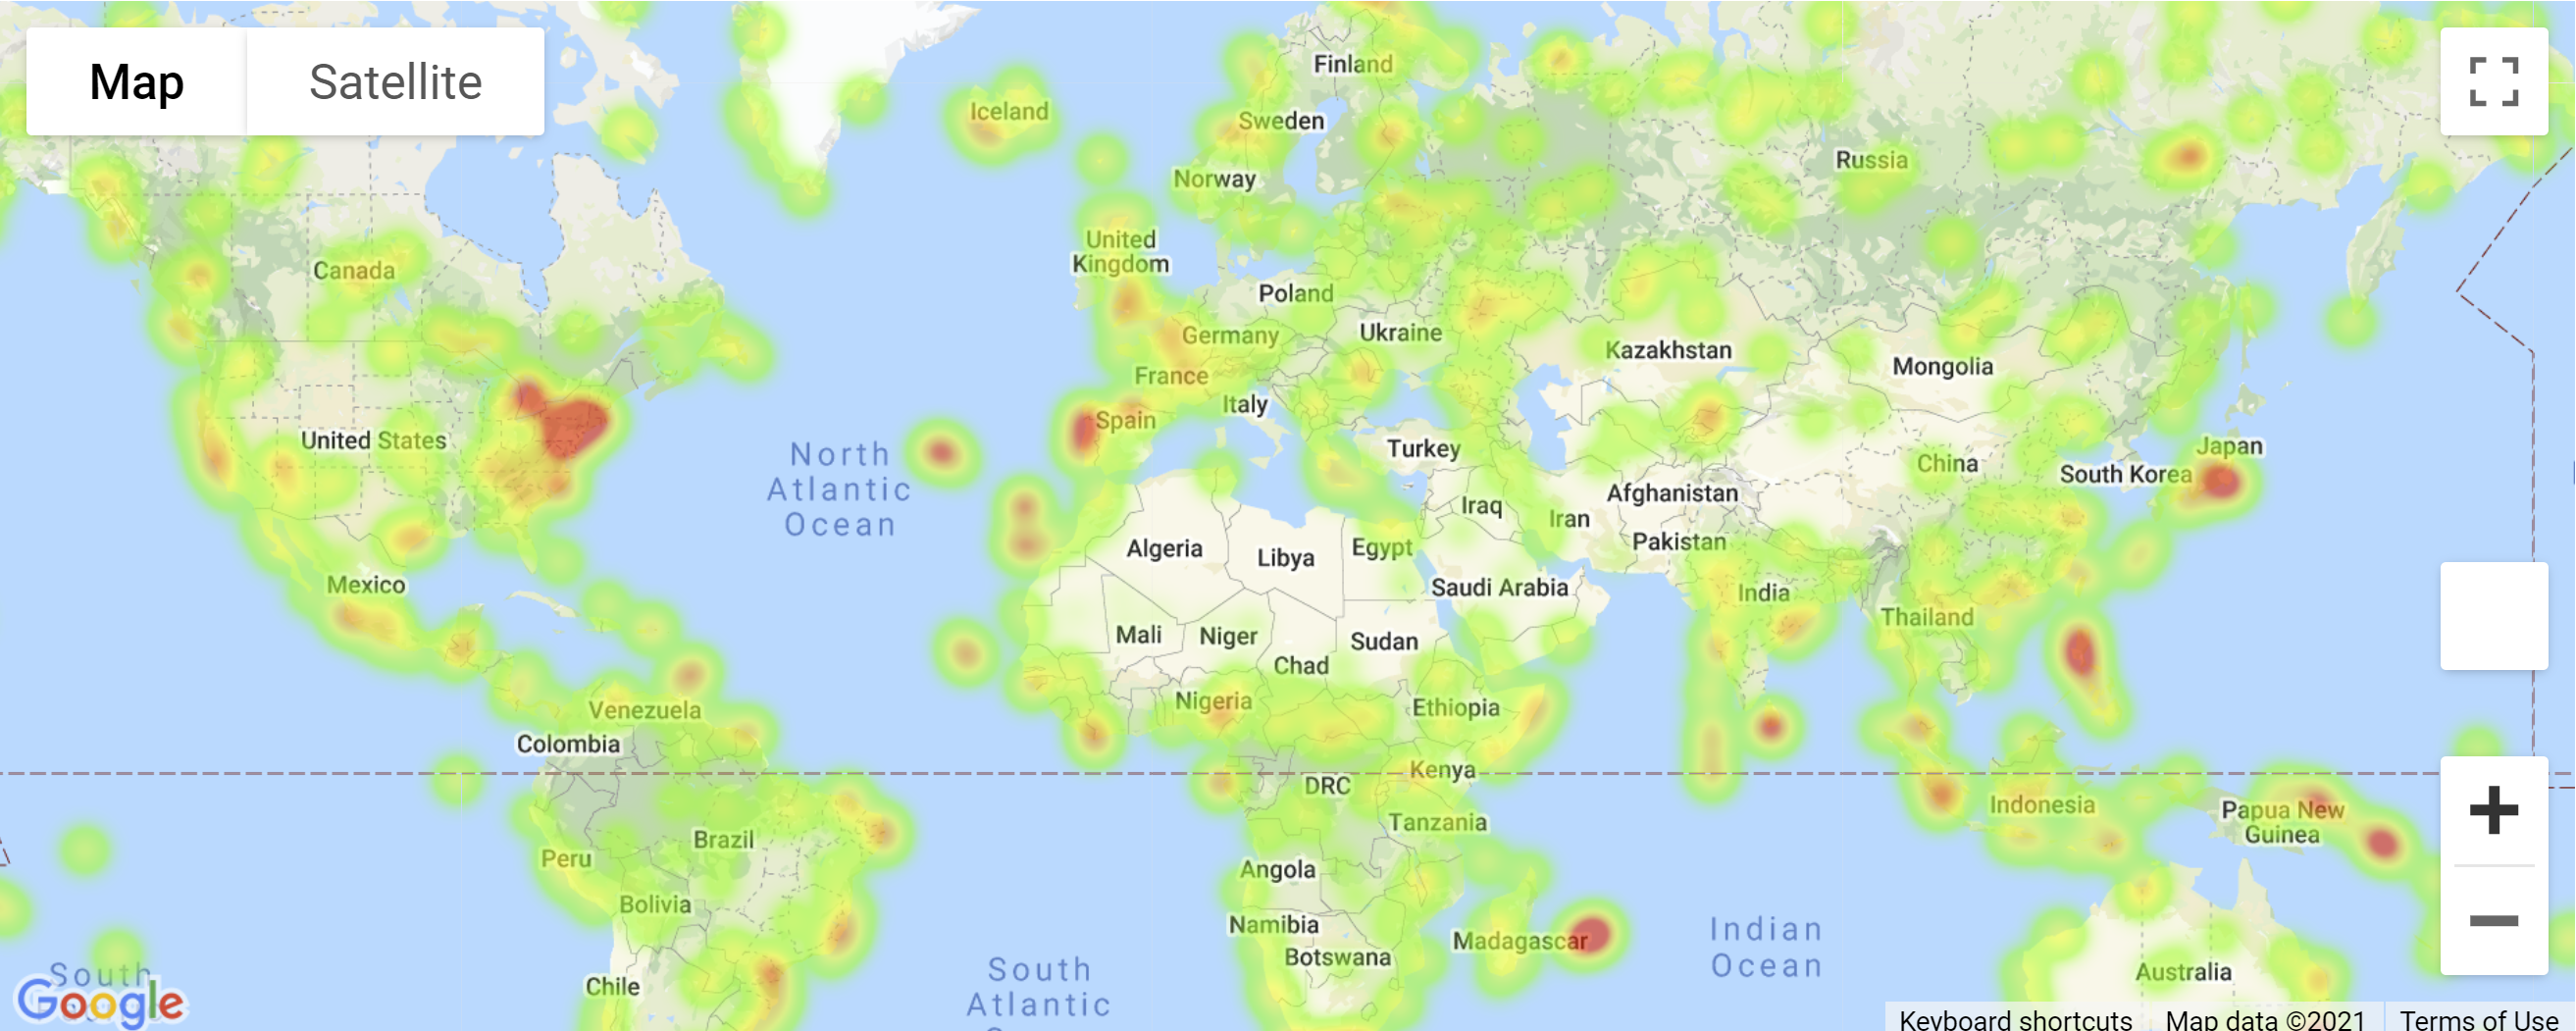 Map
Satellite
Finland
Iceland
Sweden
Russia
Norway
United
Kingdom
Canada
Poland
Germany
Ukraine
Kazakhstan
Mongolia
France
Italy
Spain
United States
Turkey
Japan
China
South Korea
North
Atlantic
Ocean
Afghanistan
Iraq
Iran
Pakistan
Algeria
Libya
Egypt
Mexico
Saudi Arabia
India
Thailand
Mali
Niger
Sudan
Chad
Nigeria
Ethiopia
Venezuela
Colombia
Kenya
DRC
Indonesia
Papua New
Guinea
Tanzania
Brazil
Peru
Angola
Bolivia
Namibia
Madagascar
Botswana
Indian
Ocean
South
Atlantic
South
Chile
Australia
Google
Keyboard shortcuts
Map data ©2021
Terms of Use